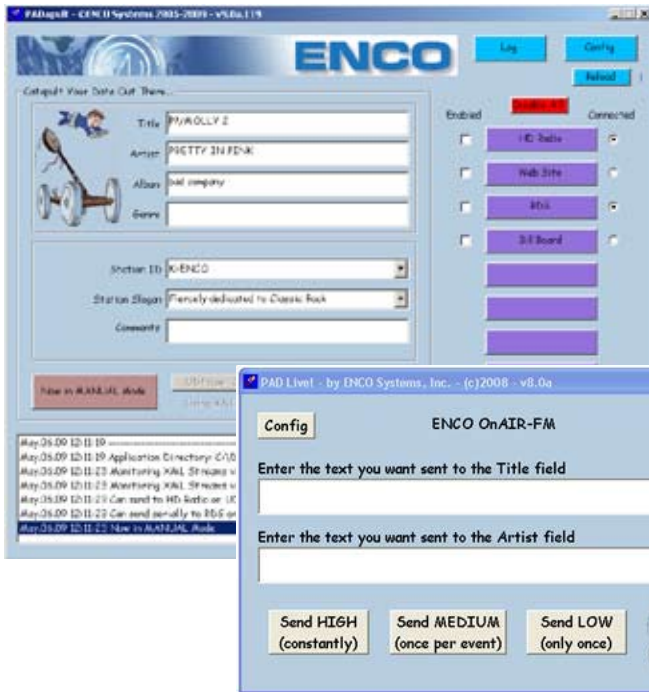 PADapult - ENCO Systems 2005-2009 - v8.0a.119
ENCO
Log
Config
Reload
Catapult Your Data Out There...
Enabled
Connected
Title
Artist
PRETTY IN PINK
Album
bad company
Genre
HD Radio
Web Site
RDS
Bill Board
Station ID
K-ENCO
Station Slogan
Fiercely dedicated to Classic Rock
Comments
Now in MANUAL Mode
May.06.09 12:11:19
May.06.09 12:11:19 Application Directory:
May.06.09 12:11:23 Monitoring XML Streams
May.06.09 12:11:23 Monitoring XML Streams
May.06.09 12:11:23 Can send to HD Radio or
May.06.09 12:11:23 Can send serially to RDS or
May.06.09 12:11:23 Now in MANUAL Mode
PAD Live! - by ENCO Systems, Inc. - (c)2008 - v8.0a
Config
ENCO OnAIR-FM
Enter the text you want sent to the Title field
Enter the text you want sent to the Artist field
Send HIGH
(constantly)
Send MEDIUM
(once per event)
Send LOW
(only once)